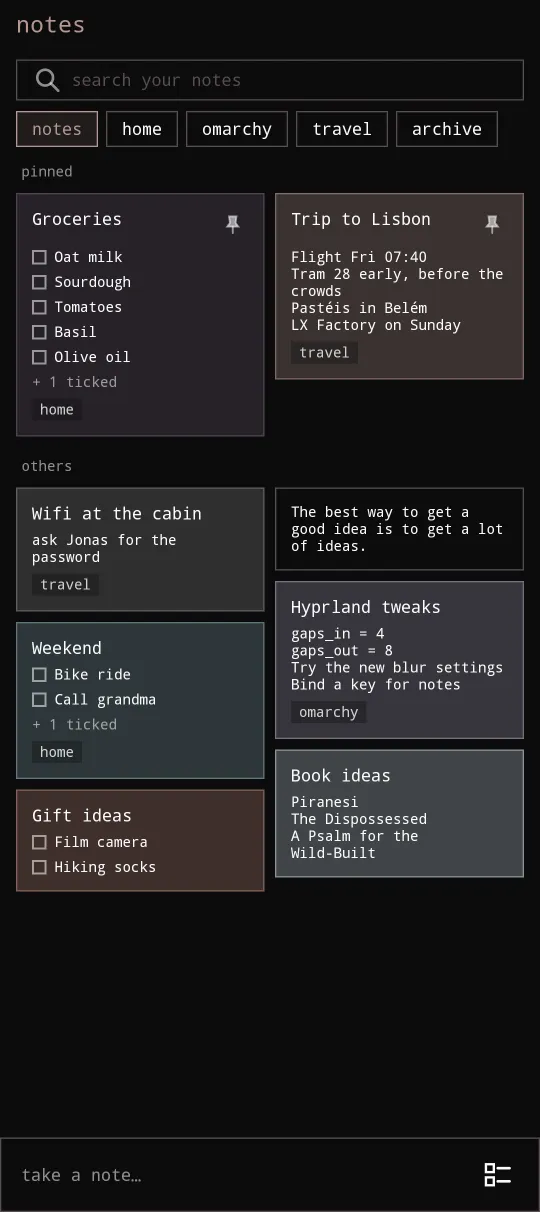 notes
search your notes
notes
home
omarchy
travel
archive
pinned
Groceries
Oat milk
Sourdough
Tomatoes
Basil
Olive oil
+ 1 ticked
home
Trip to Lisbon
Flight Fri 07:40
Tram 28 early, before the
crowds
Pastéis in Belém
LX Factory on Sunday
travel
others
Wifi at the cabin
ask Jonas for the
password
travel
Weekend
Bike ride
Call grandma
+ 1 ticked
home
Gift ideas
Film camera
Hiking socks
The best way to get a
good idea is to get a lot
of ideas.
Hyprland tweaks
gaps_in = 4
gaps_out = 8
Try the new blur settings
Bind a key for notes
omarchy
Book ideas
Piranesi
The Dispossessed
A Psalm for the
Wild-Built
take a note…